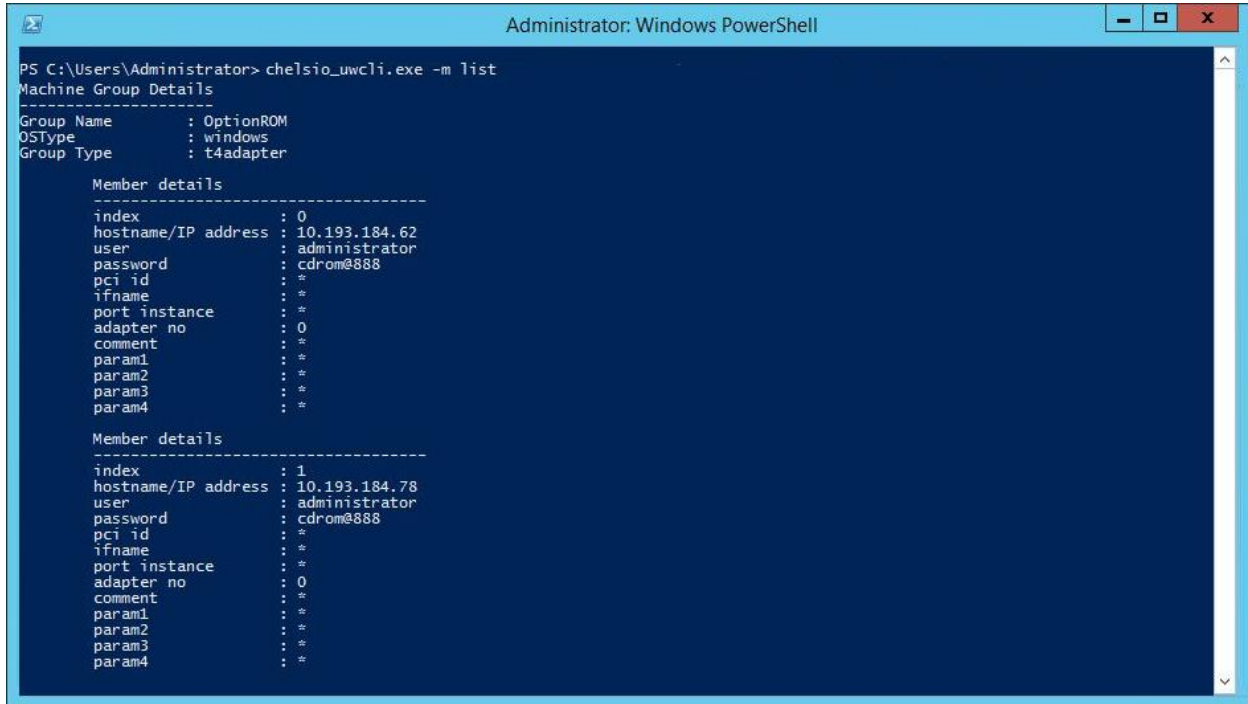 Administrator: Windows PowerShell
PS C:\Users\Administrator> chelsio_uwcli.exe -m list
Machine Group Details
---------------------
Group Name : OptionROM
OSType : windows
Group Type : t4adapter
Member details
------------------------------------
index : 0
hostname/IP address : 10.193.184.62
user : administrator
password : cdrom@888
pci id : *
ifname : *
port instance : *
adapter no : 0
comment : *
param1 : *
param2 : *
param3 : *
param4 : *
Member details
------------------------------------
index : 1
hostname/IP address : 10.193.184.78
user : administrator
password : cdrom@888
pci id : *
ifname : *
port instance : *
adapter no : 0
comment : *
param1 : *
param2 : *
param3 : *
param4 : *